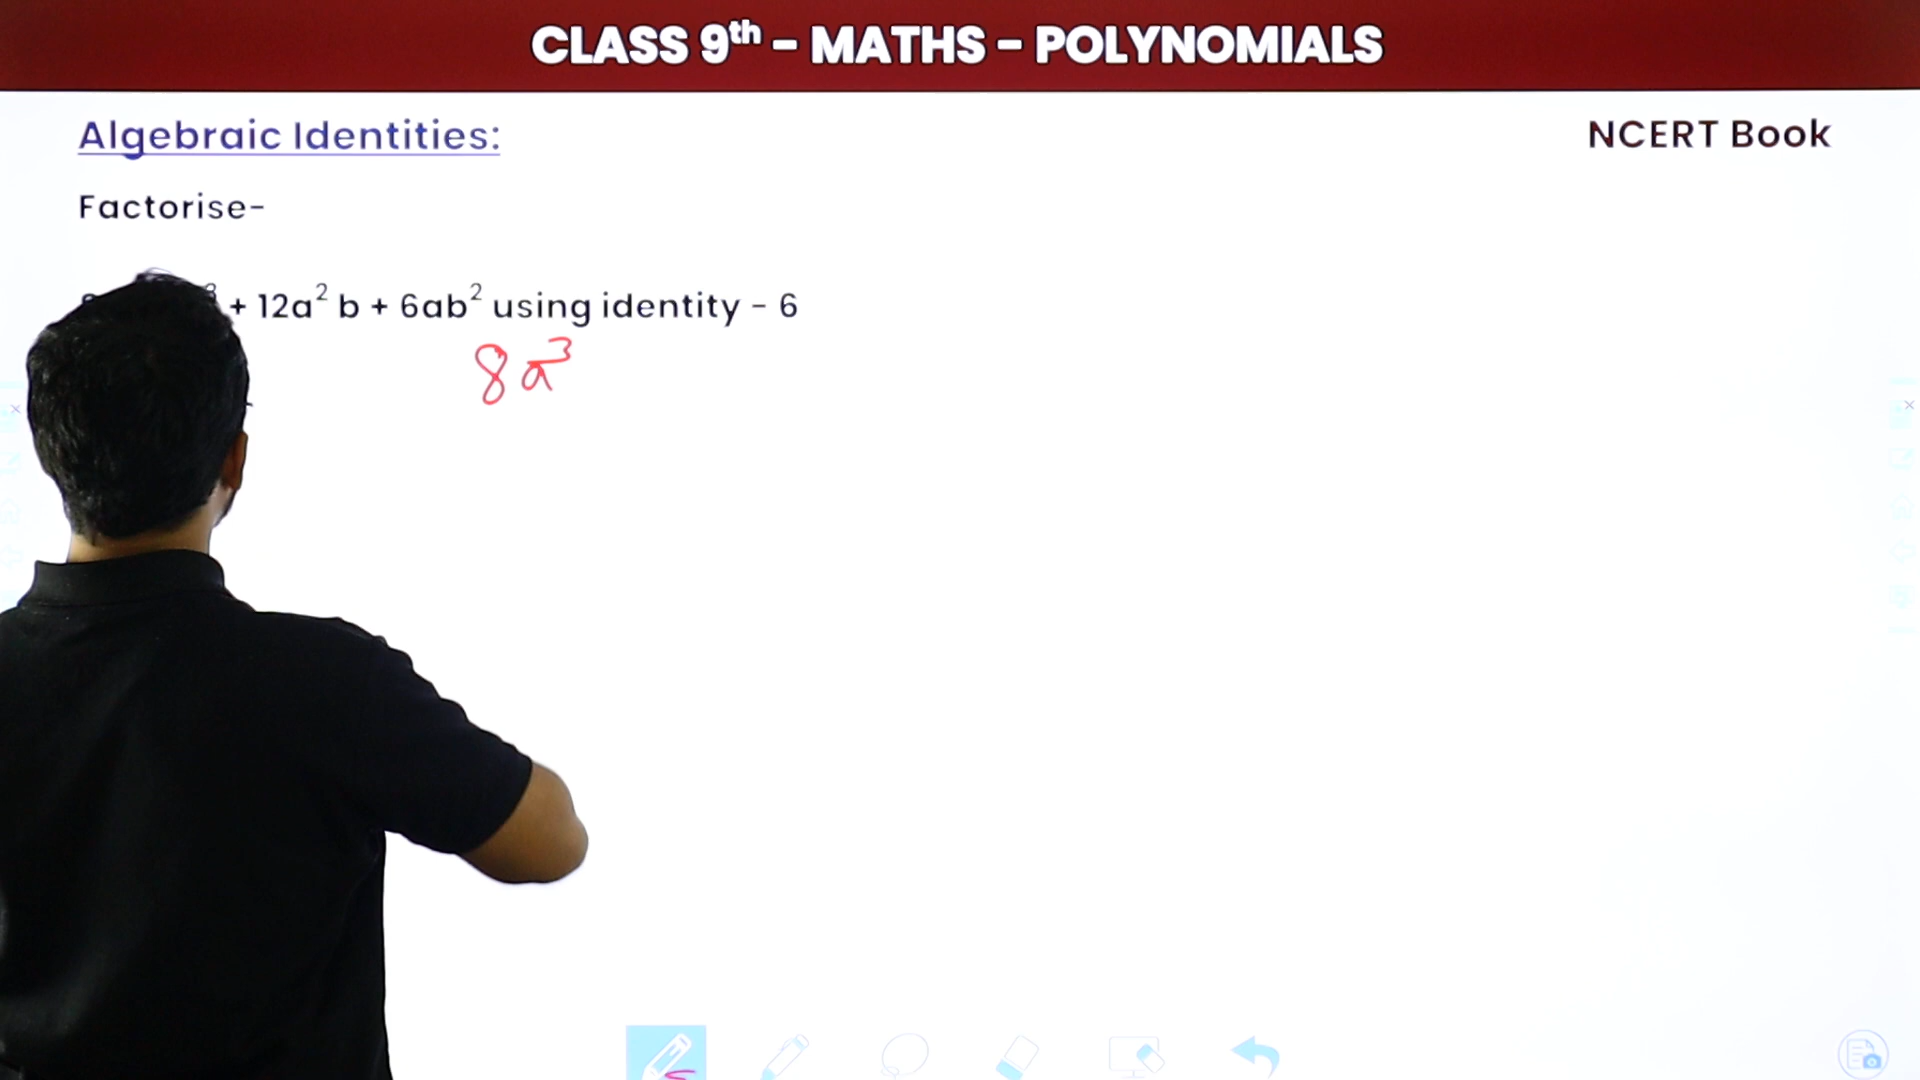 CLASS 9th - MATHS - POLYNOMIALS
Algebraic Identities:
NCERT Book
Factorise-
+ 12a² b + 6ab² using identity - 6
8a³